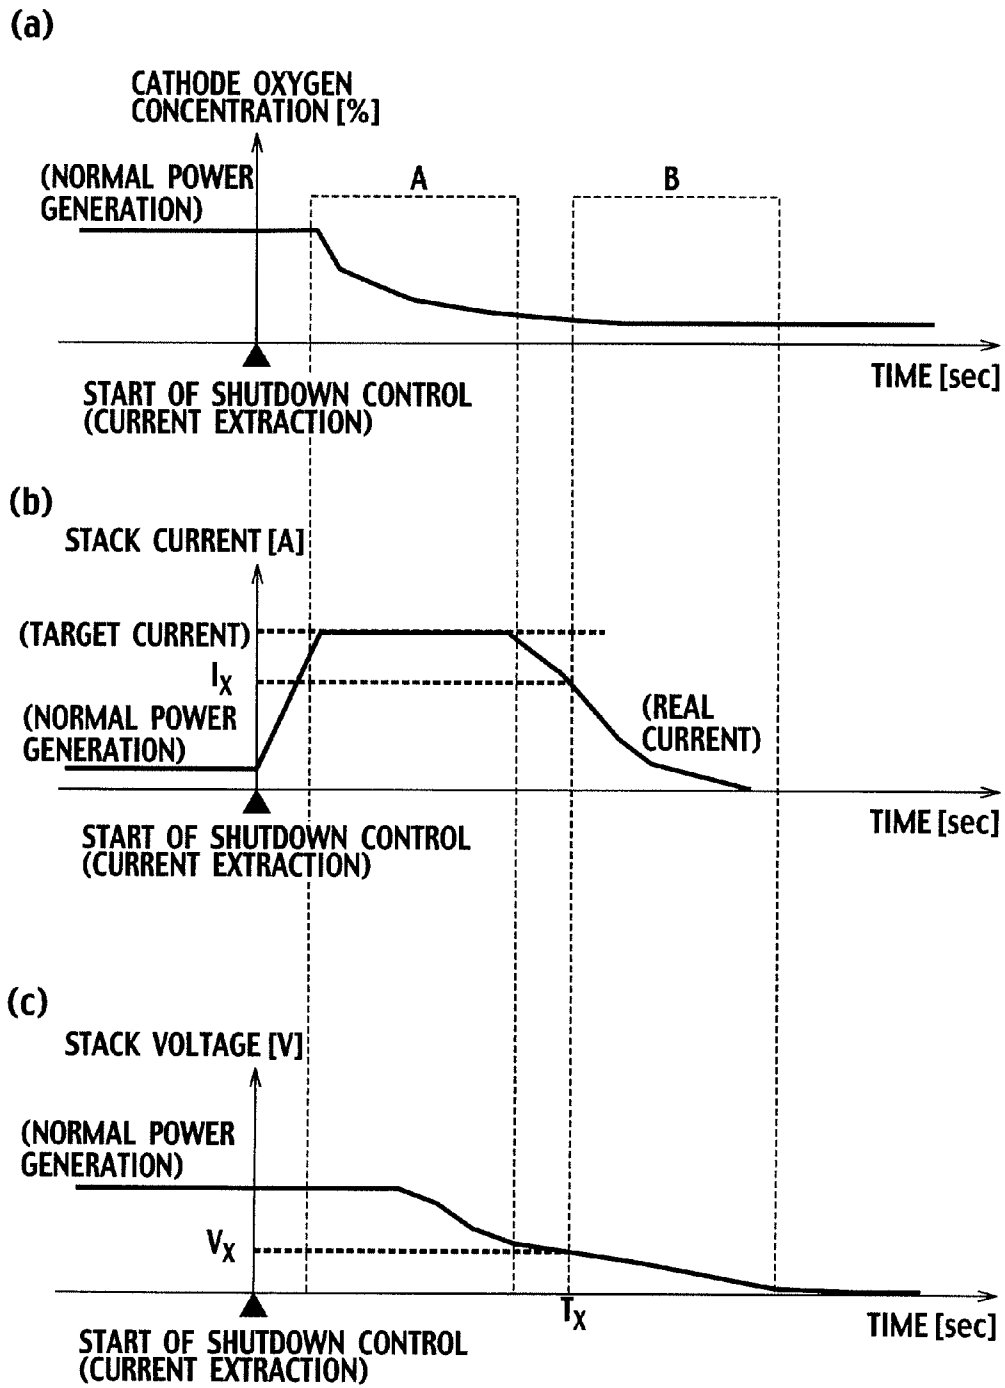 (a)
CATHODE OXYGEN
CONCENTRATION [%]
(NORMAL POWER
GENERATION)
A
B
TIME [sec]
START OF SHUTDOWN CONTROL
(CURRENT EXTRACTION)
(b)
STACK CURRENT [A]
(TARGET CURRENT)
IX
(NORMAL POWER
GENERATION)
(REAL
CURRENT)
TIME [sec]
START OF SHUTDOWN CONTROL
(CURRENT EXTRACTION)
(c)
STACK VOLTAGE [V]
(NORMAL POWER
GENERATION)
VX
TX
TIME [sec]
START OF SHUTDOWN CONTROL
(CURRENT EXTRACTION)